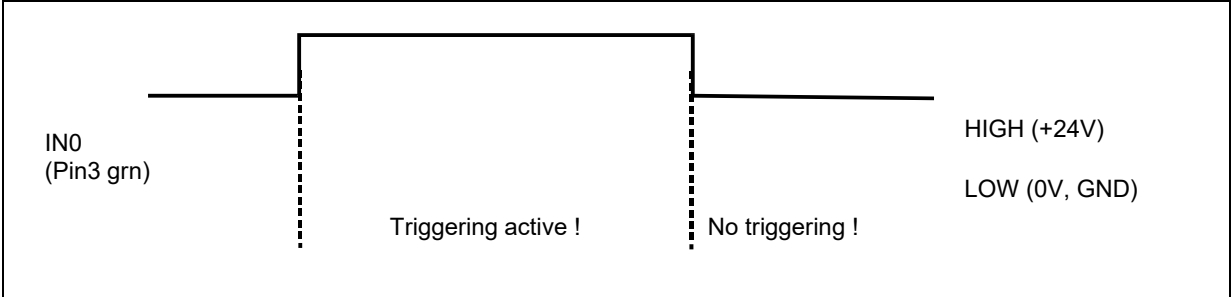 IN0
(Pin3 grn)
HIGH (+24V)
LOW (0V, GND)
Triggering active !
No triggering !